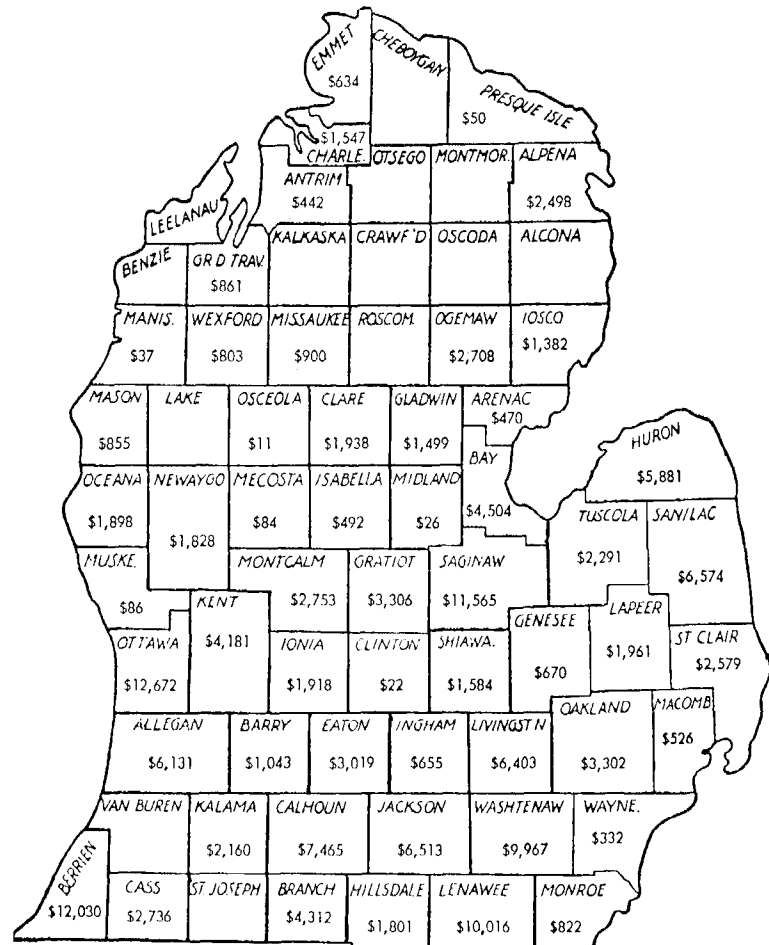 EMMET
$634
CHEBOYGAN
PRESQUE ISLE
$50
$1,547
CHARLE.
OTSEGO
MONTMOR.
ALPENA
$2,498
ANTRIM
$442
LEELANAU
BENZIE
GR D TRAV.
$861
KALKASKA
CRAWF'D
OSCODA
ALCONA
MANIS.
$37
WEXFORD
$803
MISSAUKEE
$900
ROSCOM.
OGEMAW
$2,708
IOSCO
$1,382
MASON
$855
LAKE
OSCEOLA
$11
CLARE
$1,938
GLADWIN
$1,499
ARENAC
$470
HURON
$5,881
OCEANA
$1,898
NEWAYGO
$1,828
MECOSTA
$84
ISABELLA
$492
MIDLAND
$26
BAY
$4,504
TUSCOLA
$2,291
SANILAC
$6,574
MUSKE.
$86
KENT
$4,181
MONTCALM
$2,753
GRATIOT
$3,306
SAGINAW
$11,565
GENESEE
$670
LAPEER
$1,961
ST CLAIR
$2,579
OTTAWA
$12,672
IONIA
$1,918
CLINTON
$22
SHIAWA.
$1,584
ALLEGAN
$6,131
BARRY
$1,043
EATON
$3,019
INGHAM
$655
LIVINGST'N
$6,403
OAKLAND
$3,302
MACOMB
$526
VAN BUREN
KALAMA
$2,160
CALHOUN
$7,465
JACKSON
$6,513
WASHTENAW
$9,967
WAYNE.
$332
BERRIEN
$12,030
CASS
$2,736
ST JOSEPH
BRANCH
$4,312
HILLSDALE
$1,801
LENAWEE
$10,016
MONROE
$822